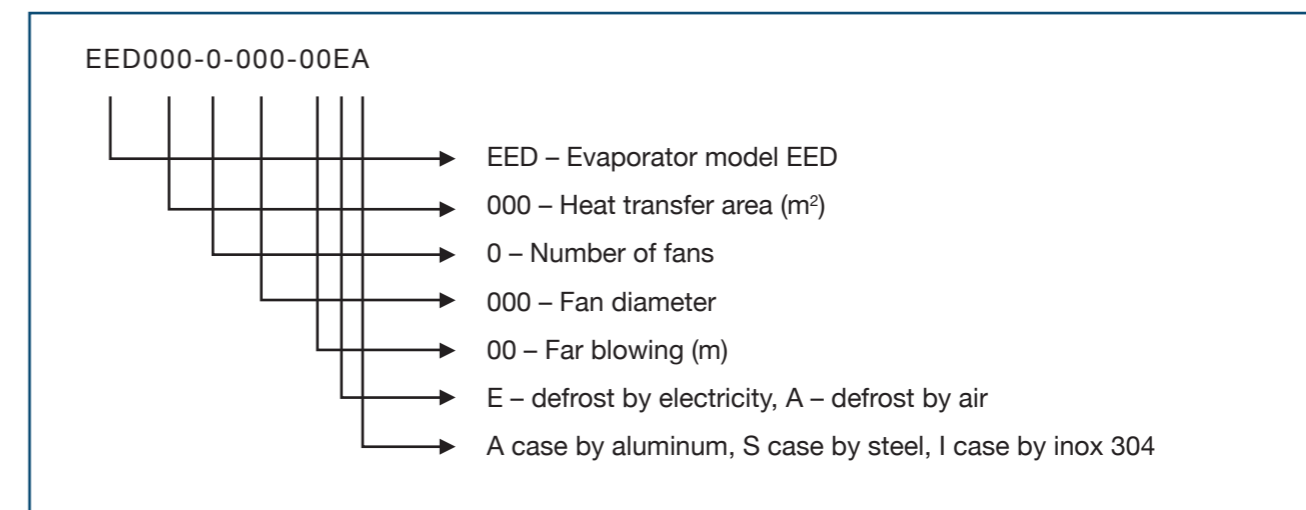 EED000-0-000-00EA
EED – Evaporator model EED
000 – Heat transfer area (m²)
0 – Number of fans
000 – Fan diameter
00 – Far blowing (m)
E – defrost by electricity, A – defrost by air
A case by aluminum, S case by steel, I case by inox 304